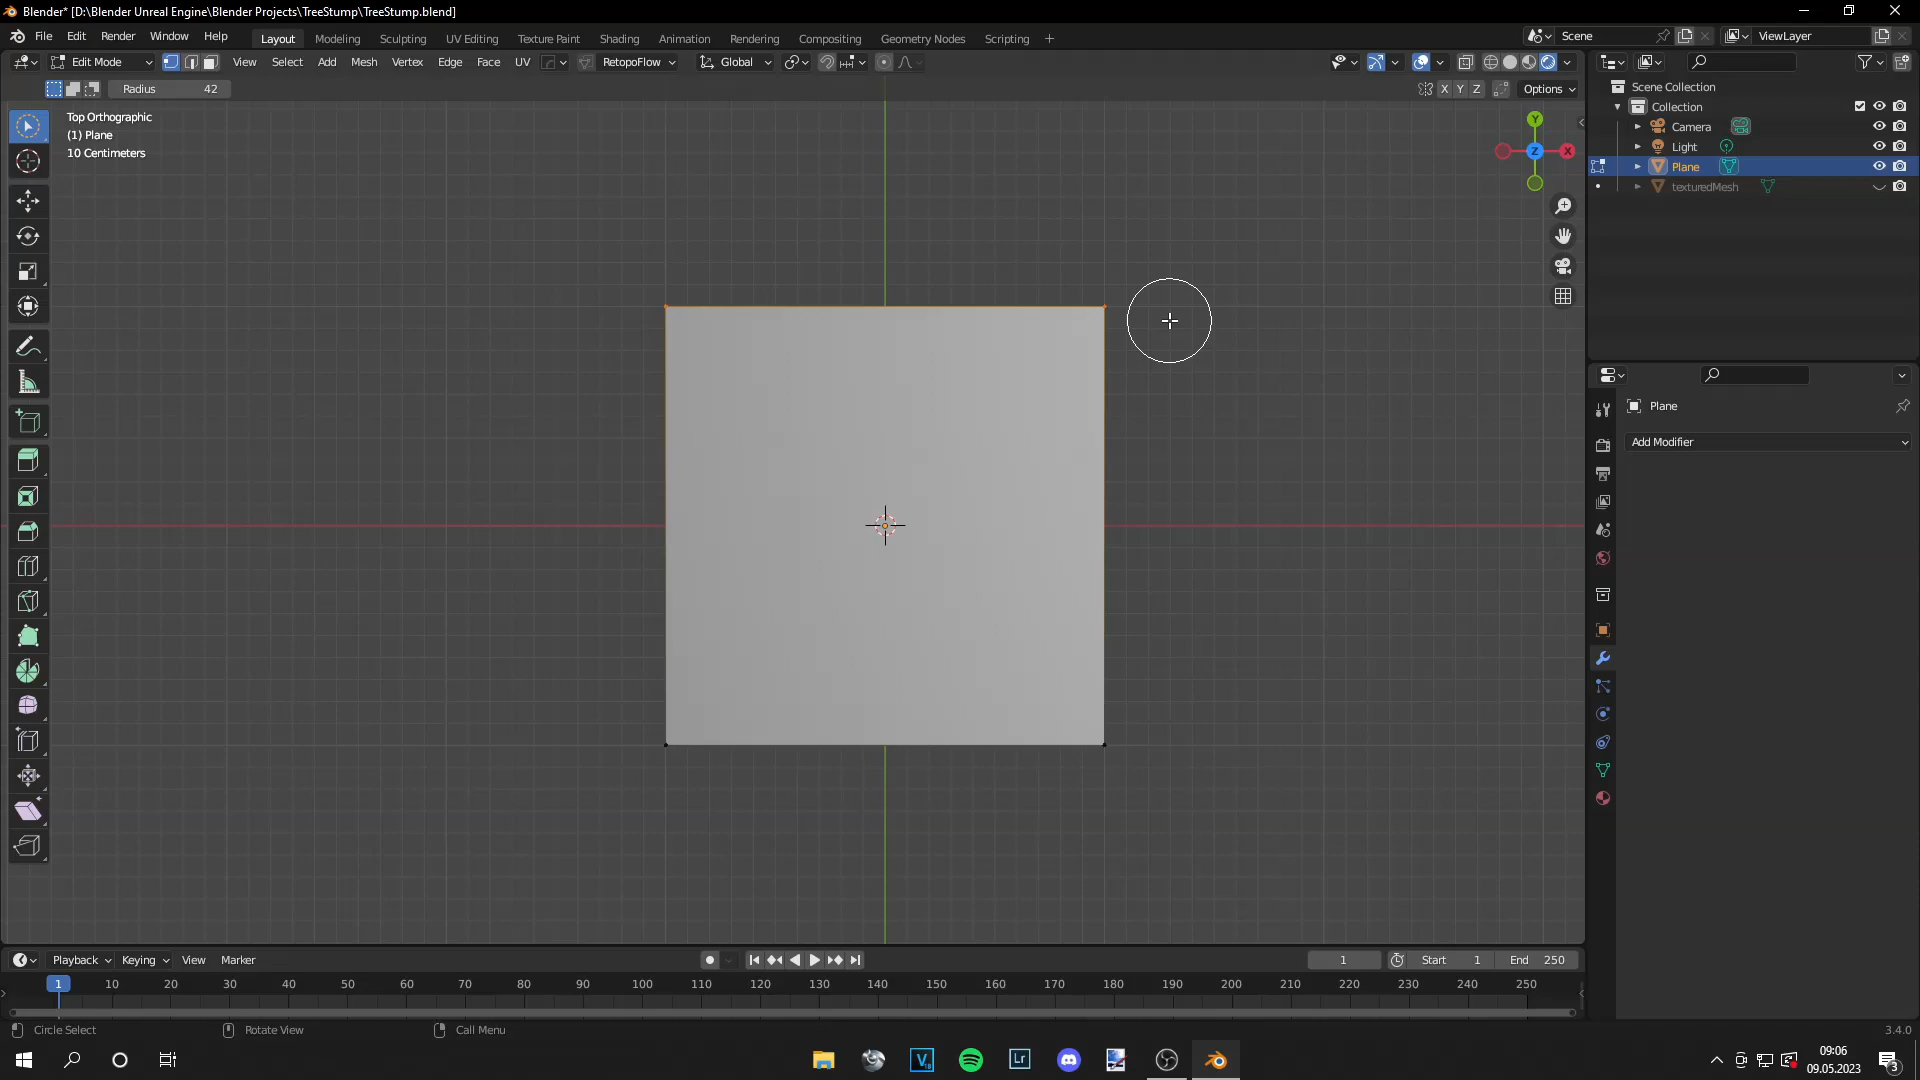 Blender* [D:\Blender Unreal Engine\Blender Projects\TreeStump\TreeStump.blend]
File Edit Render Window Help Layout Modeling Sculpting UV Editing Texture Paint Shading Animation Rendering Compositing Geometry Nodes Scripting + Scene ViewLayer
Edit Mode View Select Add Mesh Vertex Edge Face UV RetopoFlow Global
Radius 42 X Y Z Options
Scene Collection
Collection
Camera
Light
Plane
texturedMesh
Top Orthographic
(1) Plane
10 Centimeters
Y
Z X
Plane
Add Modifier
Playback Keying View Marker 1 Start 1 End 250
1 10 20 30 40 50 60 70 80 90 100 110 120 130 140 150 160 170 180 190 200 210 220 230 240 250
Circle Select Rotate View Call Menu 3.4.0
V Lr 09:06
09.05.2023 3